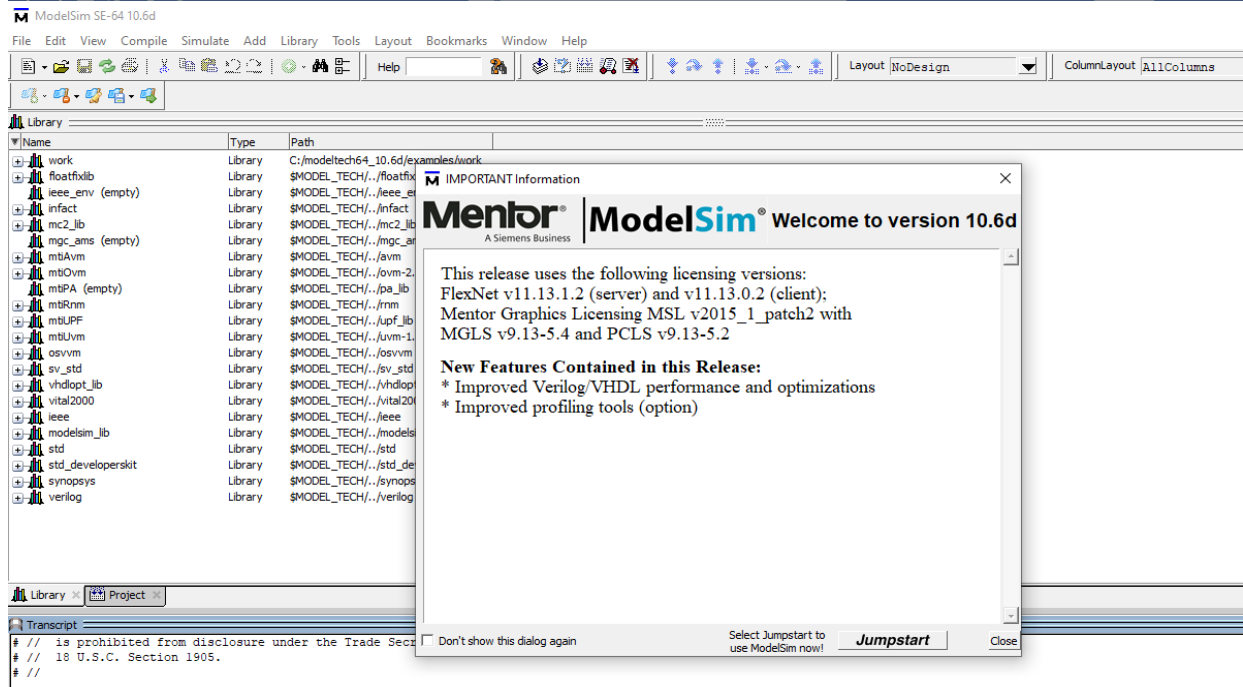 ModelSim SE-64 10.6d
File Edit View Compile Simulate Add Library Tools Layout Bookmarks Window Help
Help
Layout NoDesign
ColumnLayout AllColumns
Library
Name Type Path
work Library C:/modeltech64_10.6d/examples/work
floatfixlib Library $MODEL_TECH/../floatfix
ieee_env (empty) Library $MODEL_TECH/../ieee_en
infact Library $MODEL_TECH/../infact
mc2_lib Library $MODEL_TECH/../mc2_lib
mgc_ams (empty) Library $MODEL_TECH/../mgc_am
mtiAvm Library $MODEL_TECH/../avm
mtiOvm Library $MODEL_TECH/../ovm-2.
mtiPA (empty) Library $MODEL_TECH/../pa_lib
mtiRnm Library $MODEL_TECH/../rnm
mtiUPF Library $MODEL_TECH/../upf_lib
mtiUvm Library $MODEL_TECH/../uvm-1.
osvvm Library $MODEL_TECH/../osvvm
sv_std Library $MODEL_TECH/../sv_std
vhdlopt_lib Library $MODEL_TECH/../vhdlopt
vital2000 Library $MODEL_TECH/../vital200
ieee Library $MODEL_TECH/../ieee
modelsim_lib Library $MODEL_TECH/../models
std Library $MODEL_TECH/../std
std_developerskit Library $MODEL_TECH/../std_de
synopsys Library $MODEL_TECH/../synops
verilog Library $MODEL_TECH/../verilog
IMPORTANT Information
Mentor®
A Siemens Business
ModelSim® Welcome to version 10.6d
This release uses the following licensing versions:
FlexNet v11.13.1.2 (server) and v11.13.0.2 (client);
Mentor Graphics Licensing MSL v2015_1_patch2 with
MGLS v9.13-5.4 and PCLS v9.13-5.2
New Features Contained in this Release:
* Improved Verilog/VHDL performance and optimizations
* Improved profiling tools (option)
Don't show this dialog again
Select Jumpstart to
use ModelSim now!
Jumpstart
Close
Library
Project
Transcript
# // is prohibited from disclosure under the Trade Secr
# // 18 U.S.C. Section 1905.
# //